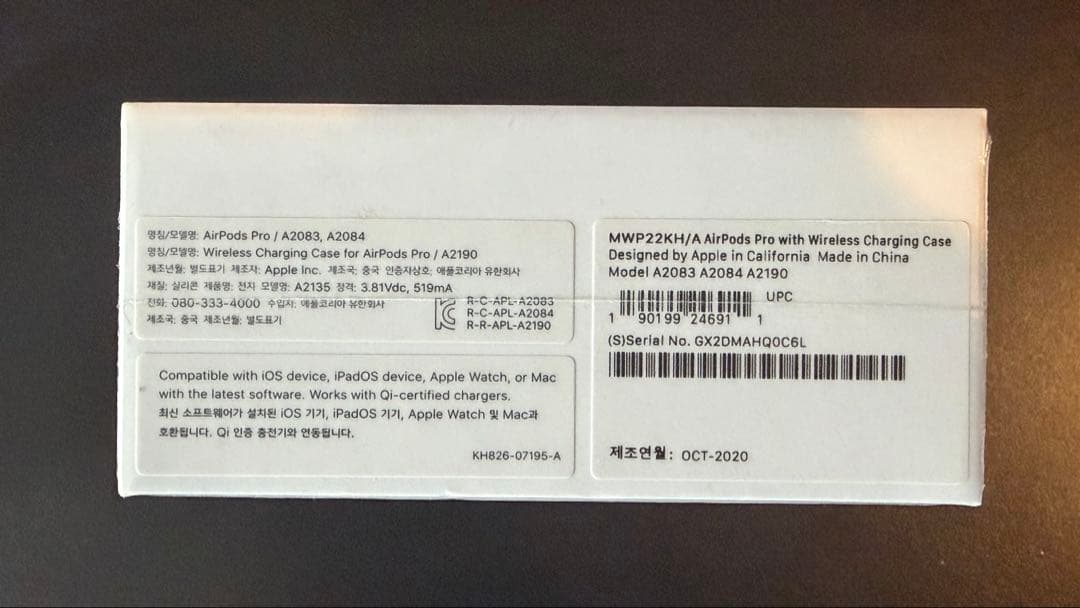 명칭/모델명: AirPods Pro / A2083, A2084
명칭/모델명: Wireless Charging Case for AirPods Pro / A2190
제조년월: 별도표기 제조자: Apple Inc. 제조국: 중국 인증자상호: 애플코리아 유한회사
재질: 실리콘 제품명: 전지 모델명: A2135 정격: 3.81Vdc, 519mA
전화: 080-333-4000 수입자: 애플코리아 유한회사
제조국: 중국 제조년월: 별도표기
R-C-APL-A2083
R-C-APL-A2084
R-R-APL-A2190
Compatible with iOS device, iPadOS device, Apple Watch, or Mac
with the latest software. Works with Qi-certified chargers.
최신 소프트웨어가 설치된 iOS 기기, iPadOS 기기, Apple Watch 및 Mac과
호환됩니다. Qi 인증 충전기와 연동됩니다.
KH826-07195-A
MWP22KH/A AirPods Pro with Wireless Charging Case
Designed by Apple in California Made in China
Model A2083 A2084 A2190
UPC
1 90199 24691 1
(S)Serial No. GX2DMAHQ0C6L
제조연월: OCT-2020